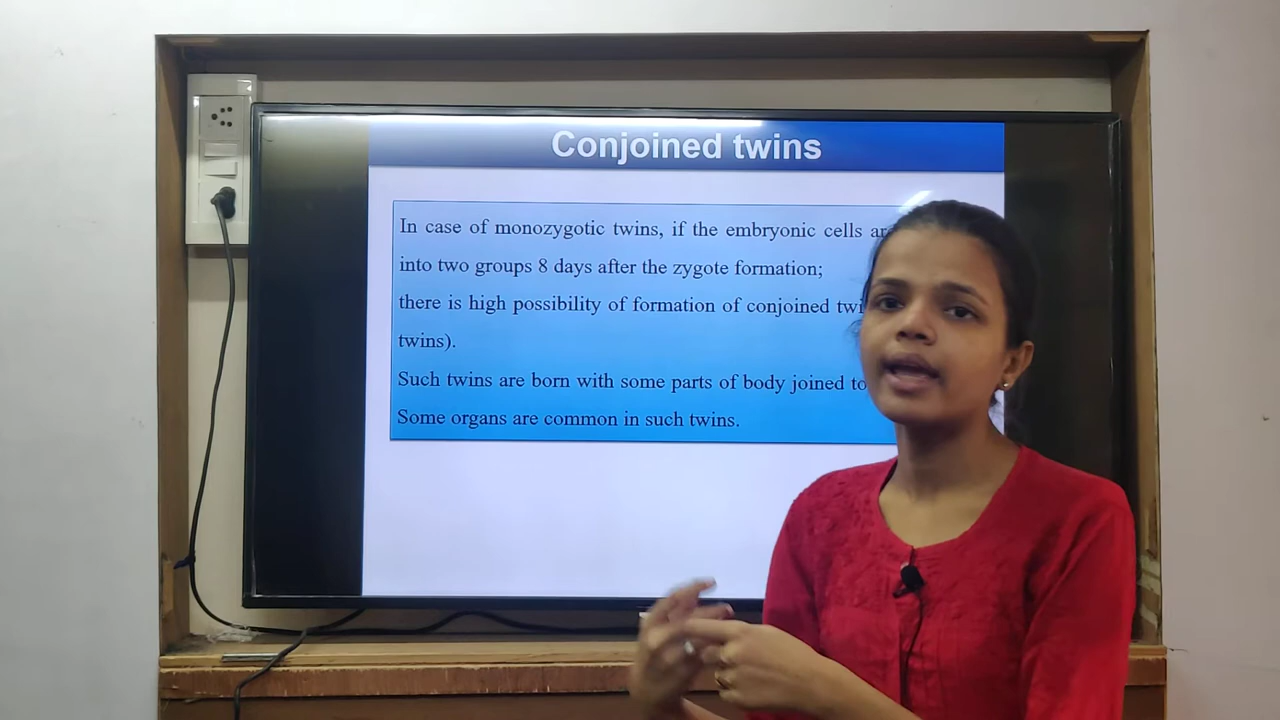 Conjoined twins
In case of monozygotic twins, if the embryonic cells
into two groups 8 days after the zygote formation;
there is high possibility of formation of conjoined
twins).
Such twins are born with some parts of body joined
Some organs are common in such twins.